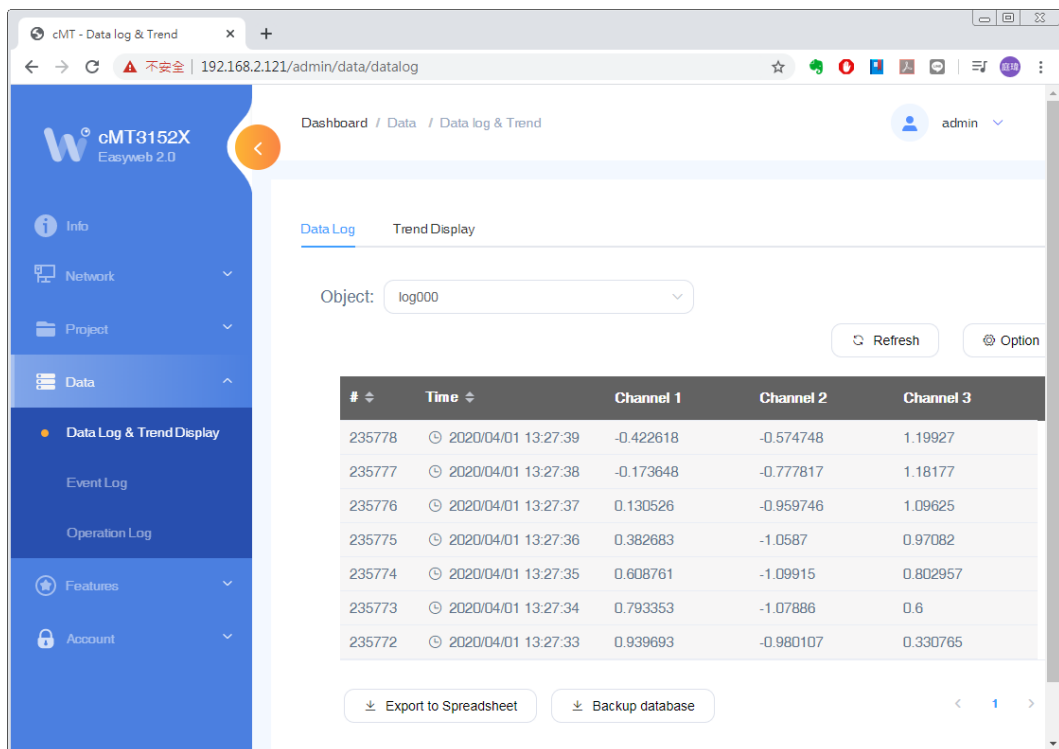 cMT - Data log & Trend
不安全 | 192.168.2.121/admin/data/datalog
cMT3152X
Easyweb 2.0
Dashboard / Data / Data log & Trend
admin
Info
Network
Project
Data
Data Log & Trend Display
Event Log
Operation Log
Features
Account
Data Log Trend Display
Object: log000
Refresh Option
# Time Channel 1 Channel 2 Channel 3
235778 2020/04/01 13:27:39 -0.422618 -0.574748 1.19927
235777 2020/04/01 13:27:38 -0.173648 -0.777817 1.18177
235776 2020/04/01 13:27:37 0.130526 -0.959746 1.09625
235775 2020/04/01 13:27:36 0.382683 -1.0587 0.97082
235774 2020/04/01 13:27:35 0.608761 -1.09915 0.802957
235773 2020/04/01 13:27:34 0.793353 -1.07886 0.6
235772 2020/04/01 13:27:33 0.939693 -0.980107 0.330765
Export to Spreadsheet Backup database
< 1 >